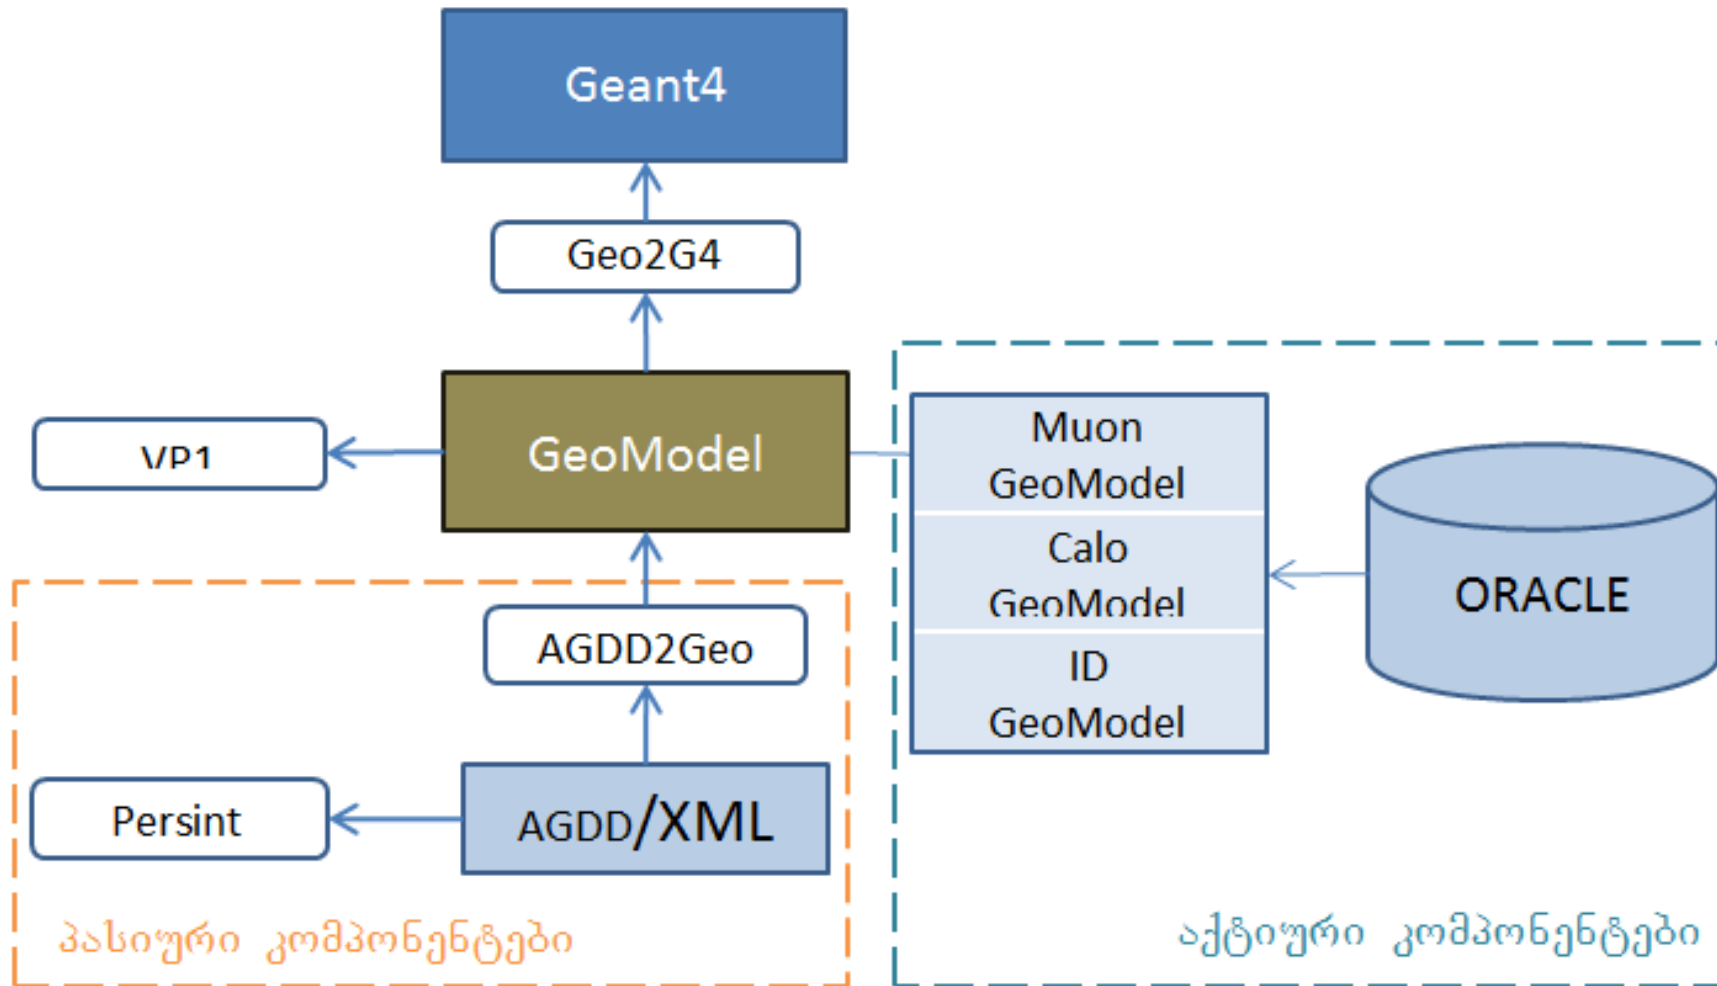 Geant4
Geo2G4
VP1
GeoModel
Muon
GeoModel
Calo
GeoModel
ID
GeoModel
ORACLE
AGDD2Geo
Persint
AGDD/XML
პასიური კომპონენტები
აქტიური კომპონენტები